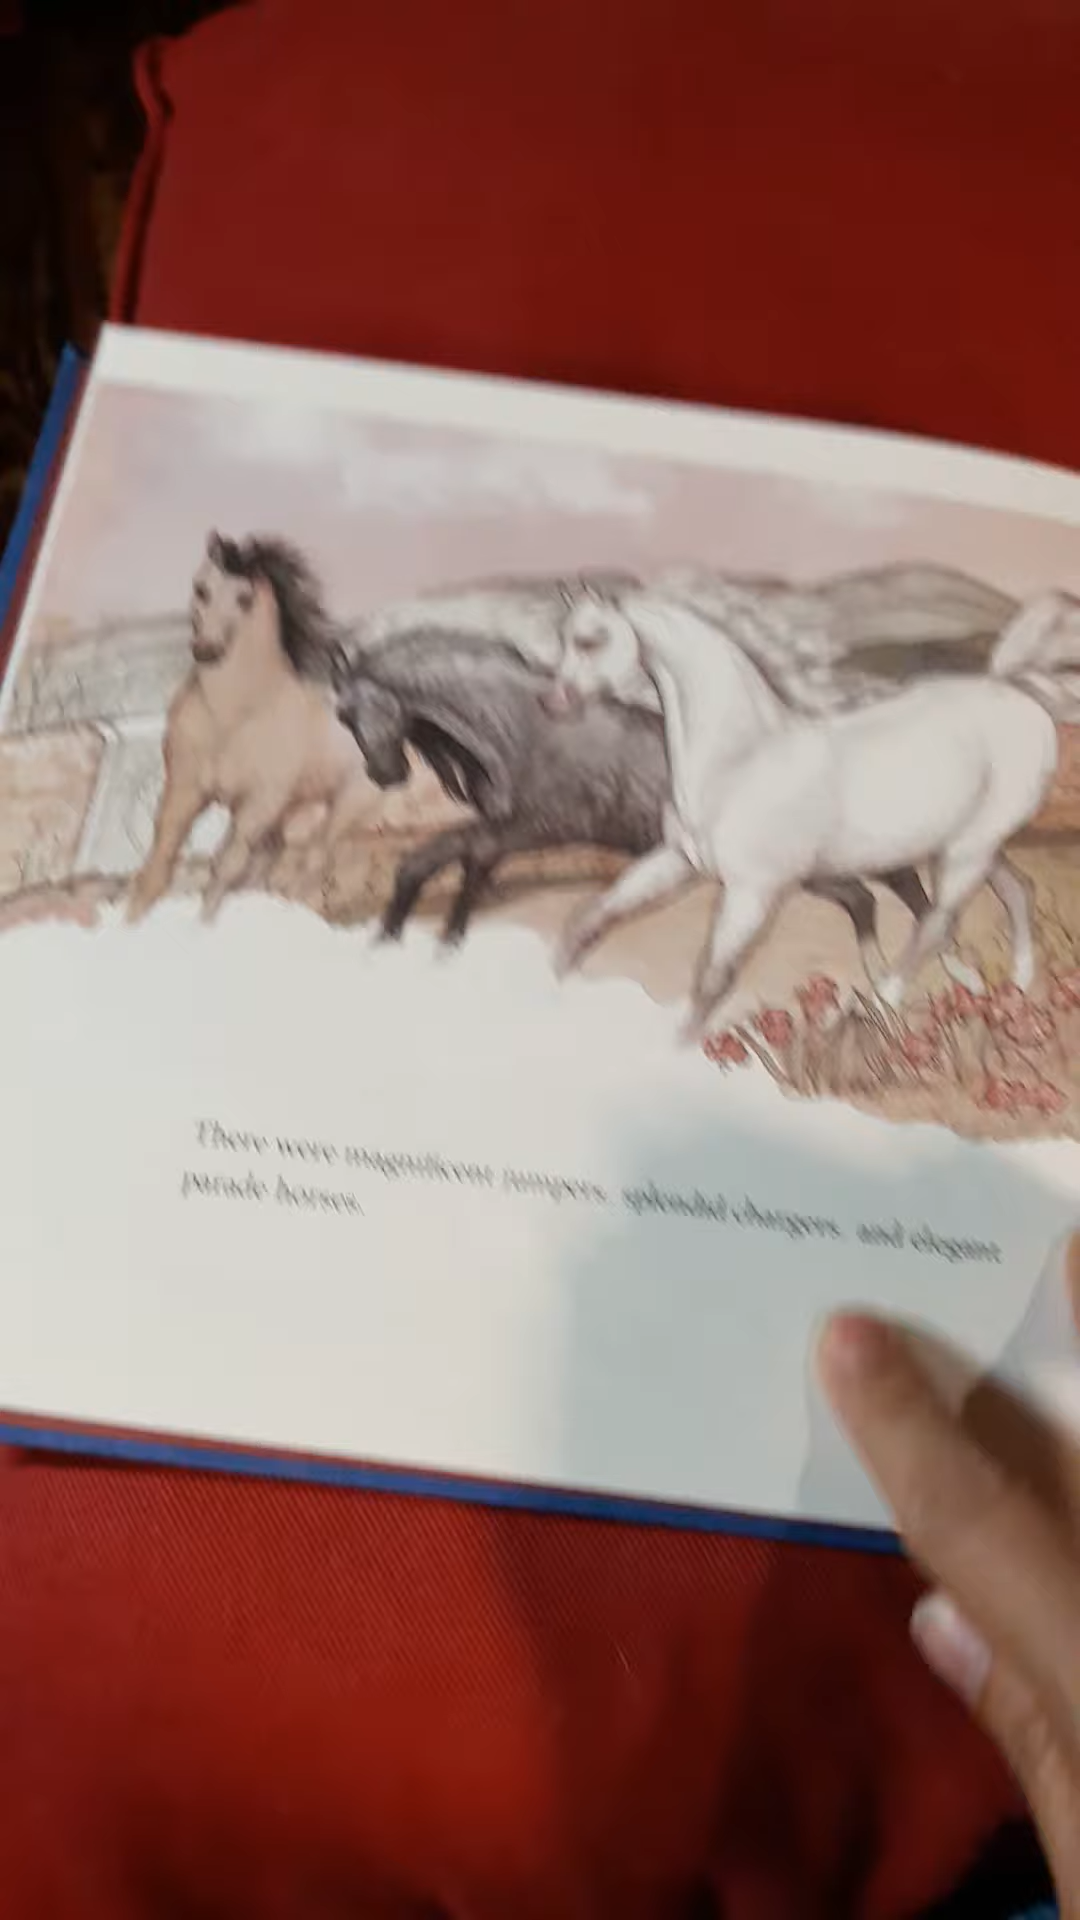 There were magnificent jumpers, splendid chargers, and elegant
parade horses.